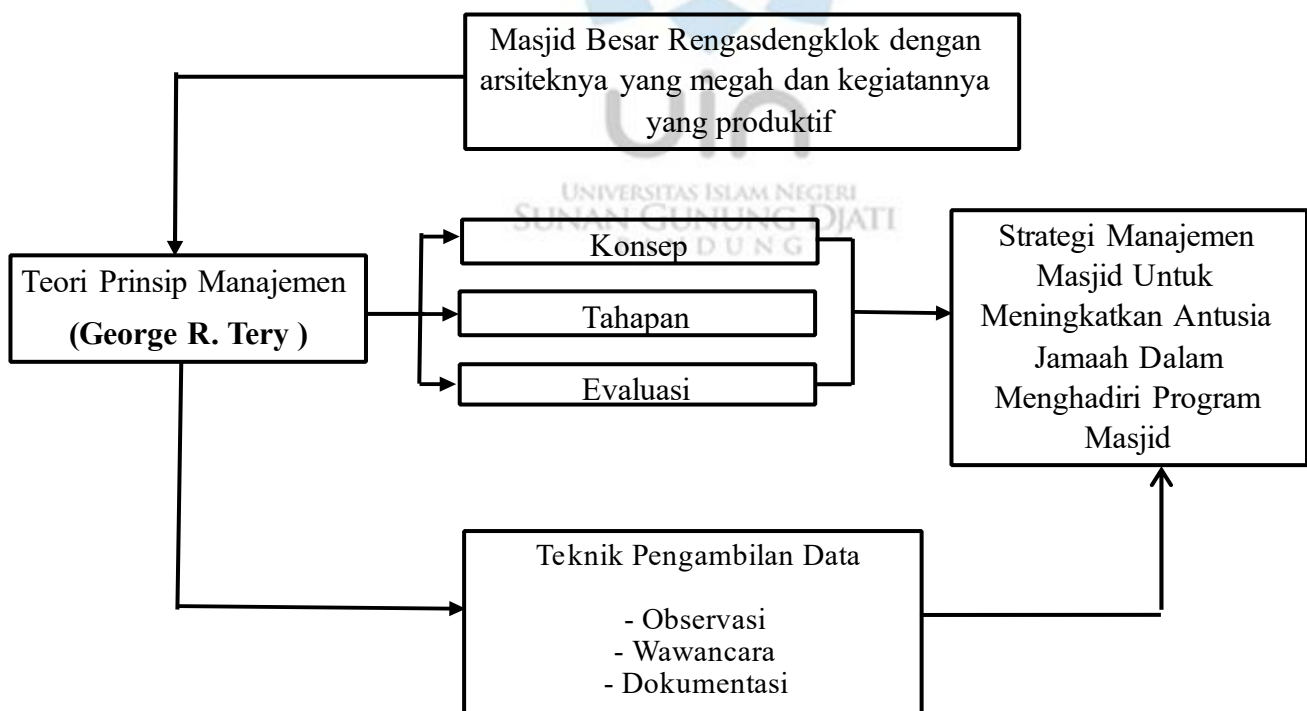 Masjid Besar Rengasdengklok dengan
arsiteknya yang megah dan kegiatannya
yang produktif
uin
UNIVERSITAS ISLAM NEGERI
SUNAN GUNUNG DJATI
Konsep
Tahapan
Evaluasi
Teori Prinsip Manajemen
(George R. Tery )
Strategi Manajemen
Masjid Untuk
Meningkatkan Antusia
Jamaah Dalam
Menghadiri Program
Masjid
Teknik Pengambilan Data
- Observasi
- Wawancara
- Dokumentasi